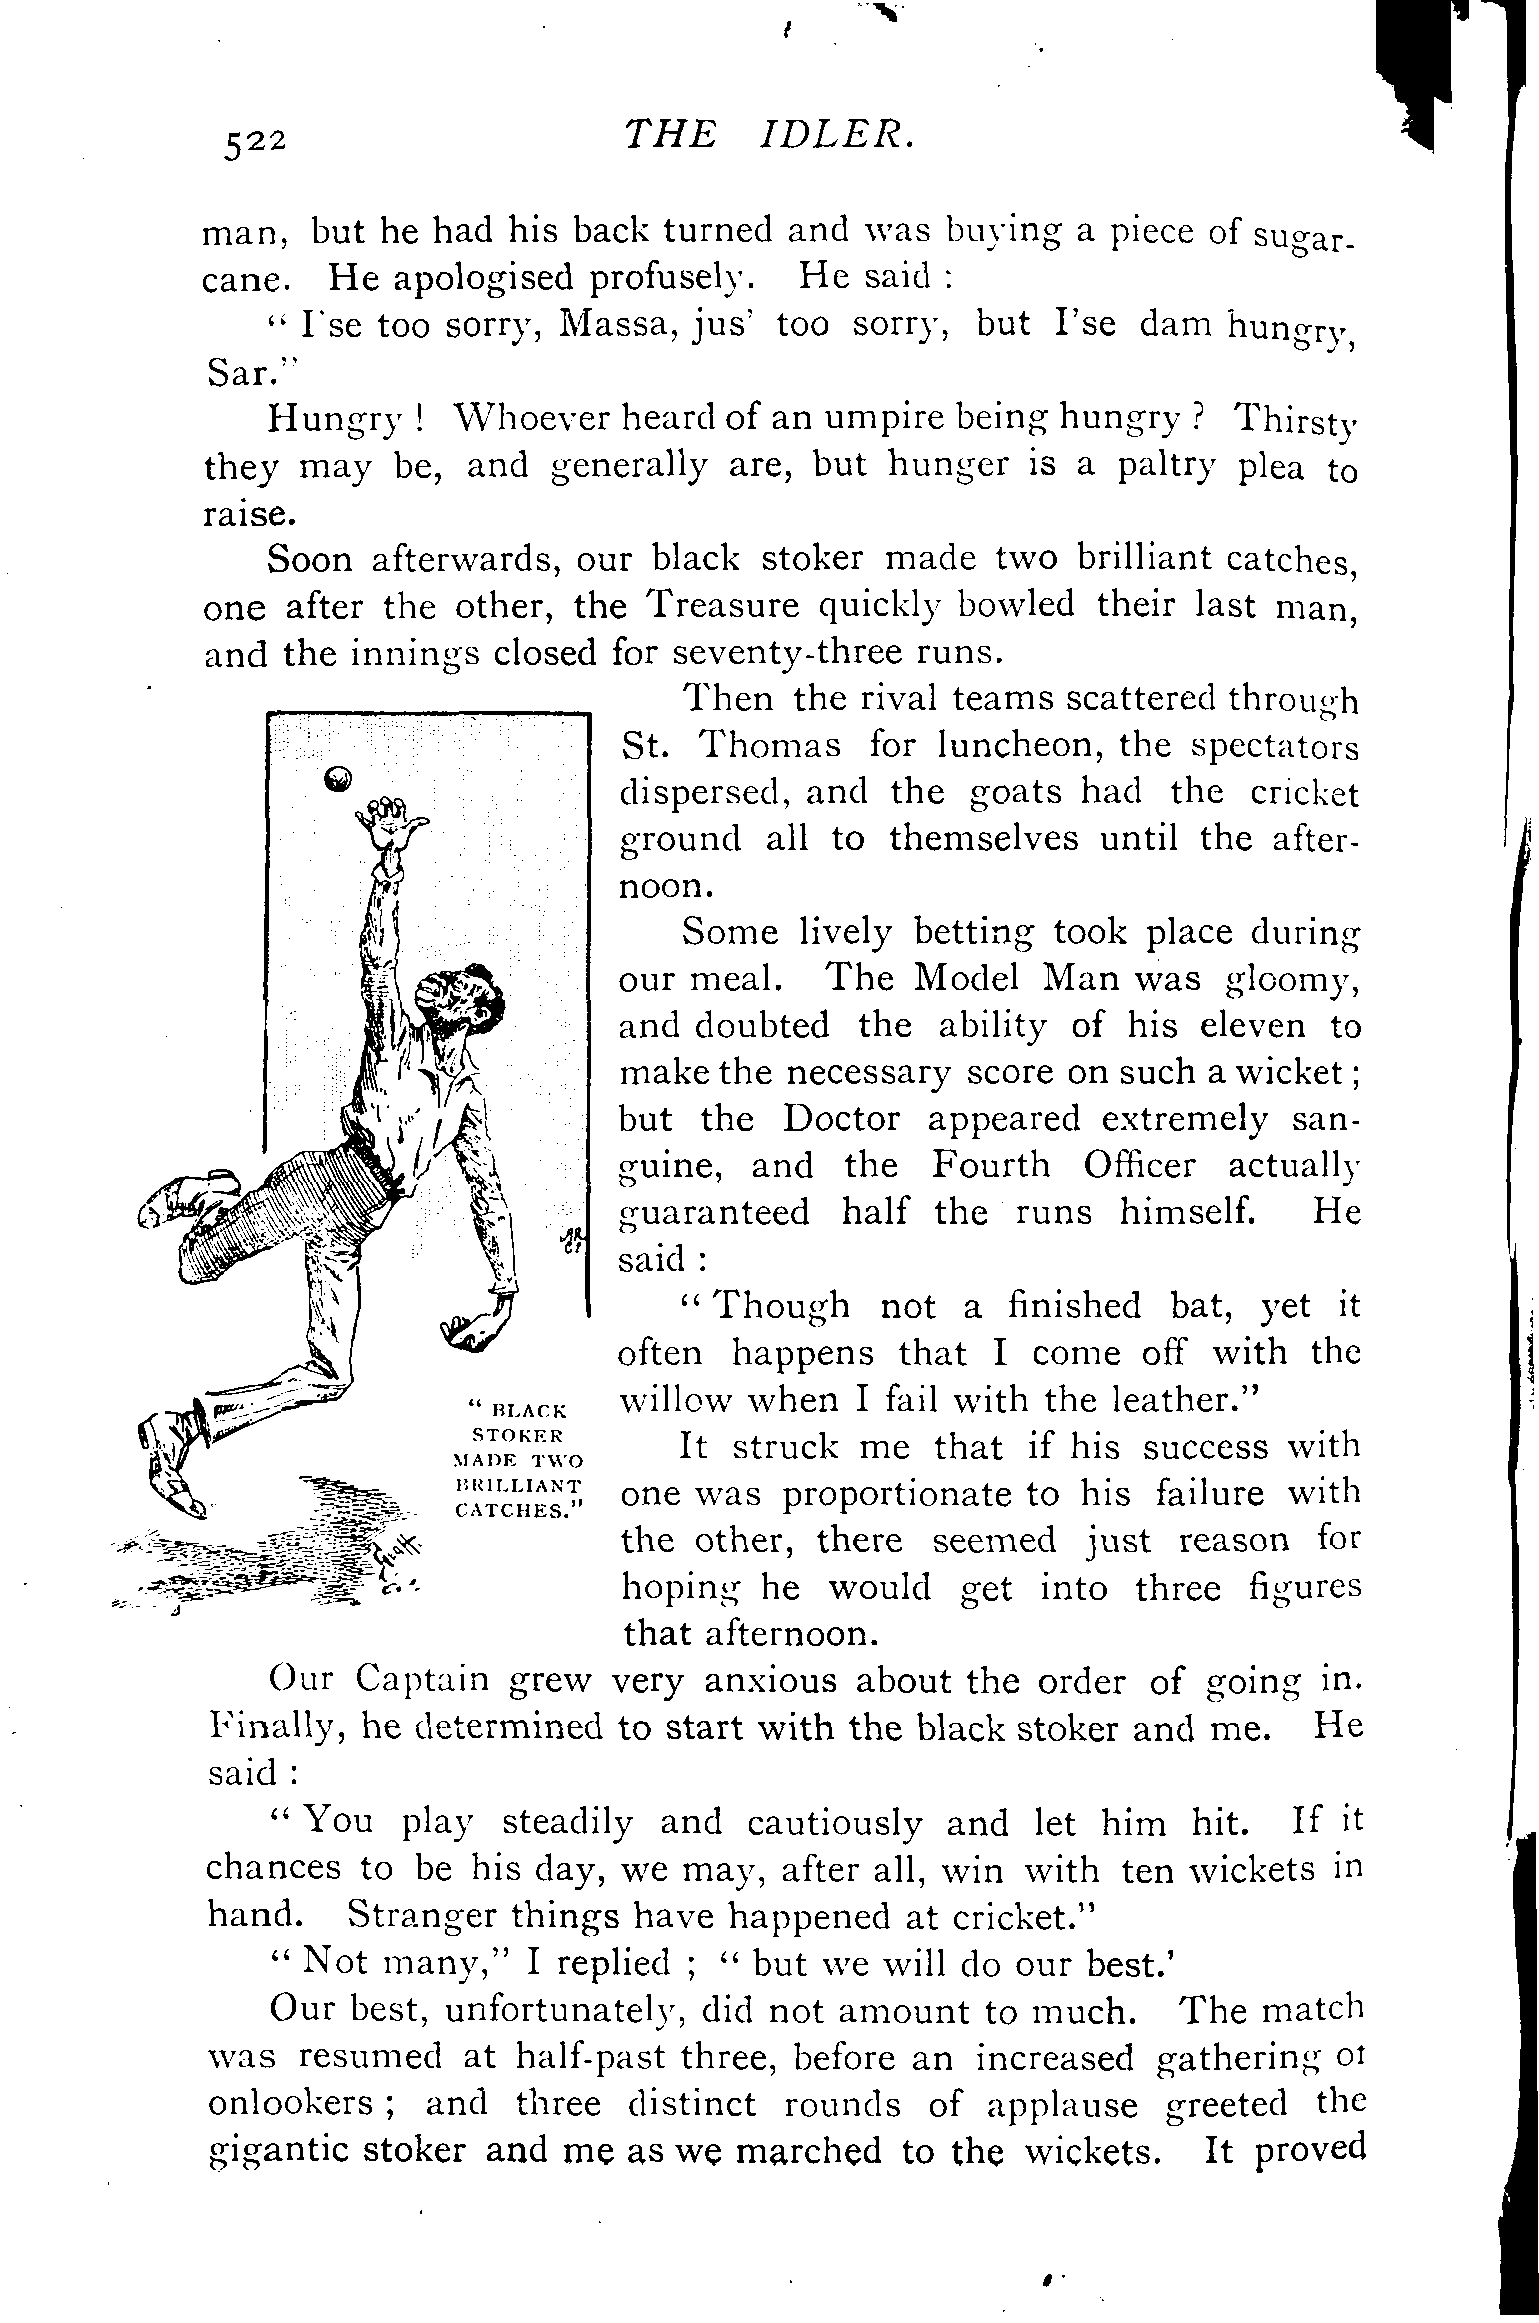 522 THE IDLER.
man, but he had his back turned and was buying a piece of sugar-
cane. He apologised profusely. He said :
“ I'se too sorry, Massa, jus' too sorry, but I'se dam hungry,
Sar.”
Hungry ! Whoever heard of an umpire being hungry ? Thirsty
they may be, and generally are, but hunger is a paltry plea to
raise.
Soon afterwards, our black stoker made two brilliant catches,
one after the other, the Treasure quickly bowled their last man,
and the innings closed for seventy-three runs.
Then the rival teams scattered through
St. Thomas for luncheon, the spectators
dispersed, and the goats had the cricket
ground all to themselves until the after-
noon.
Some lively betting took place during
our meal. The Model Man was gloomy,
and doubted the ability of his eleven to
make the necessary score on such a wicket ;
but the Doctor appeared extremely san-
guine, and the Fourth Officer actually
guaranteed half the runs himself. He
said :
“ Though not a finished bat, yet it
often happens that I come off with the
willow when I fail with the leather.”
It struck me that if his success with
one was proportionate to his failure with
the other, there seemed just reason for
hoping he would get into three figures
that afternoon.
“ BLACK
STOKER
MADE TWO
BRILLIANT
CATCHES.”
Our Captain grew very anxious about the order of going in.
Finally, he determined to start with the black stoker and me. He
said :
“ You play steadily and cautiously and let him hit. If it
chances to be his day, we may, after all, win with ten wickets in
hand. Stranger things have happened at cricket.”
“ Not many,” I replied ; “ but we will do our best.'
Our best, unfortunately, did not amount to much. The match
was resumed at half-past three, before an increased gathering of
onlookers ; and three distinct rounds of applause greeted the
gigantic stoker and me as we marched to the wickets. It proved